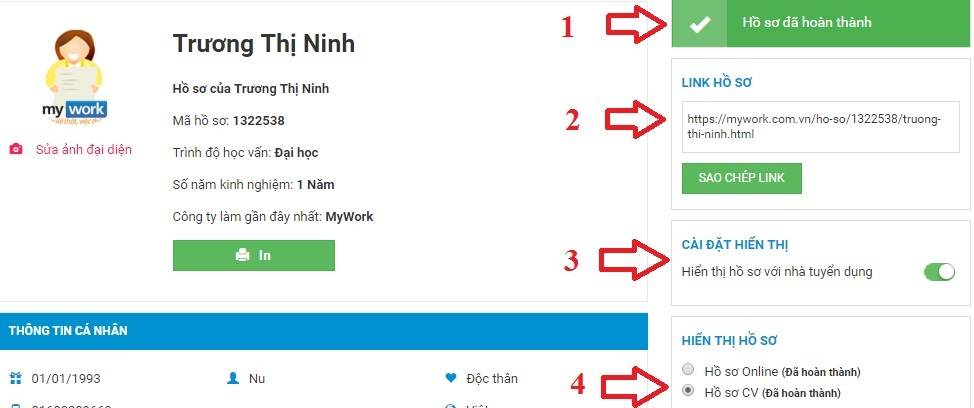 my work
Sửa ảnh đại diện
Trương Thị Ninh
Hồ sơ của Trương Thị Ninh
Mã hồ sơ: 1322538
Trình độ học vấn: Đại học
Số năm kinh nghiệm: 1 Năm
Công ty làm gần đây nhất: MyWork
In
THÔNG TIN CÁ NHÂN
01/01/1993
Nu
Độc thân
1
Hồ sơ đã hoàn thành
LINK HỒ SƠ
2
https://mywork.com.vn/ho-so/1322538/truong-
thi-ninh.html
SAO CHÉP LINK
CÀI ĐẶT HIỂN THỊ
3
Hiển thị hồ sơ với nhà tuyển dụng
HIỂN THỊ HỒ SƠ
Hồ sơ Online (Đã hoàn thành)
4
Hồ sơ CV (Đã hoàn thành)